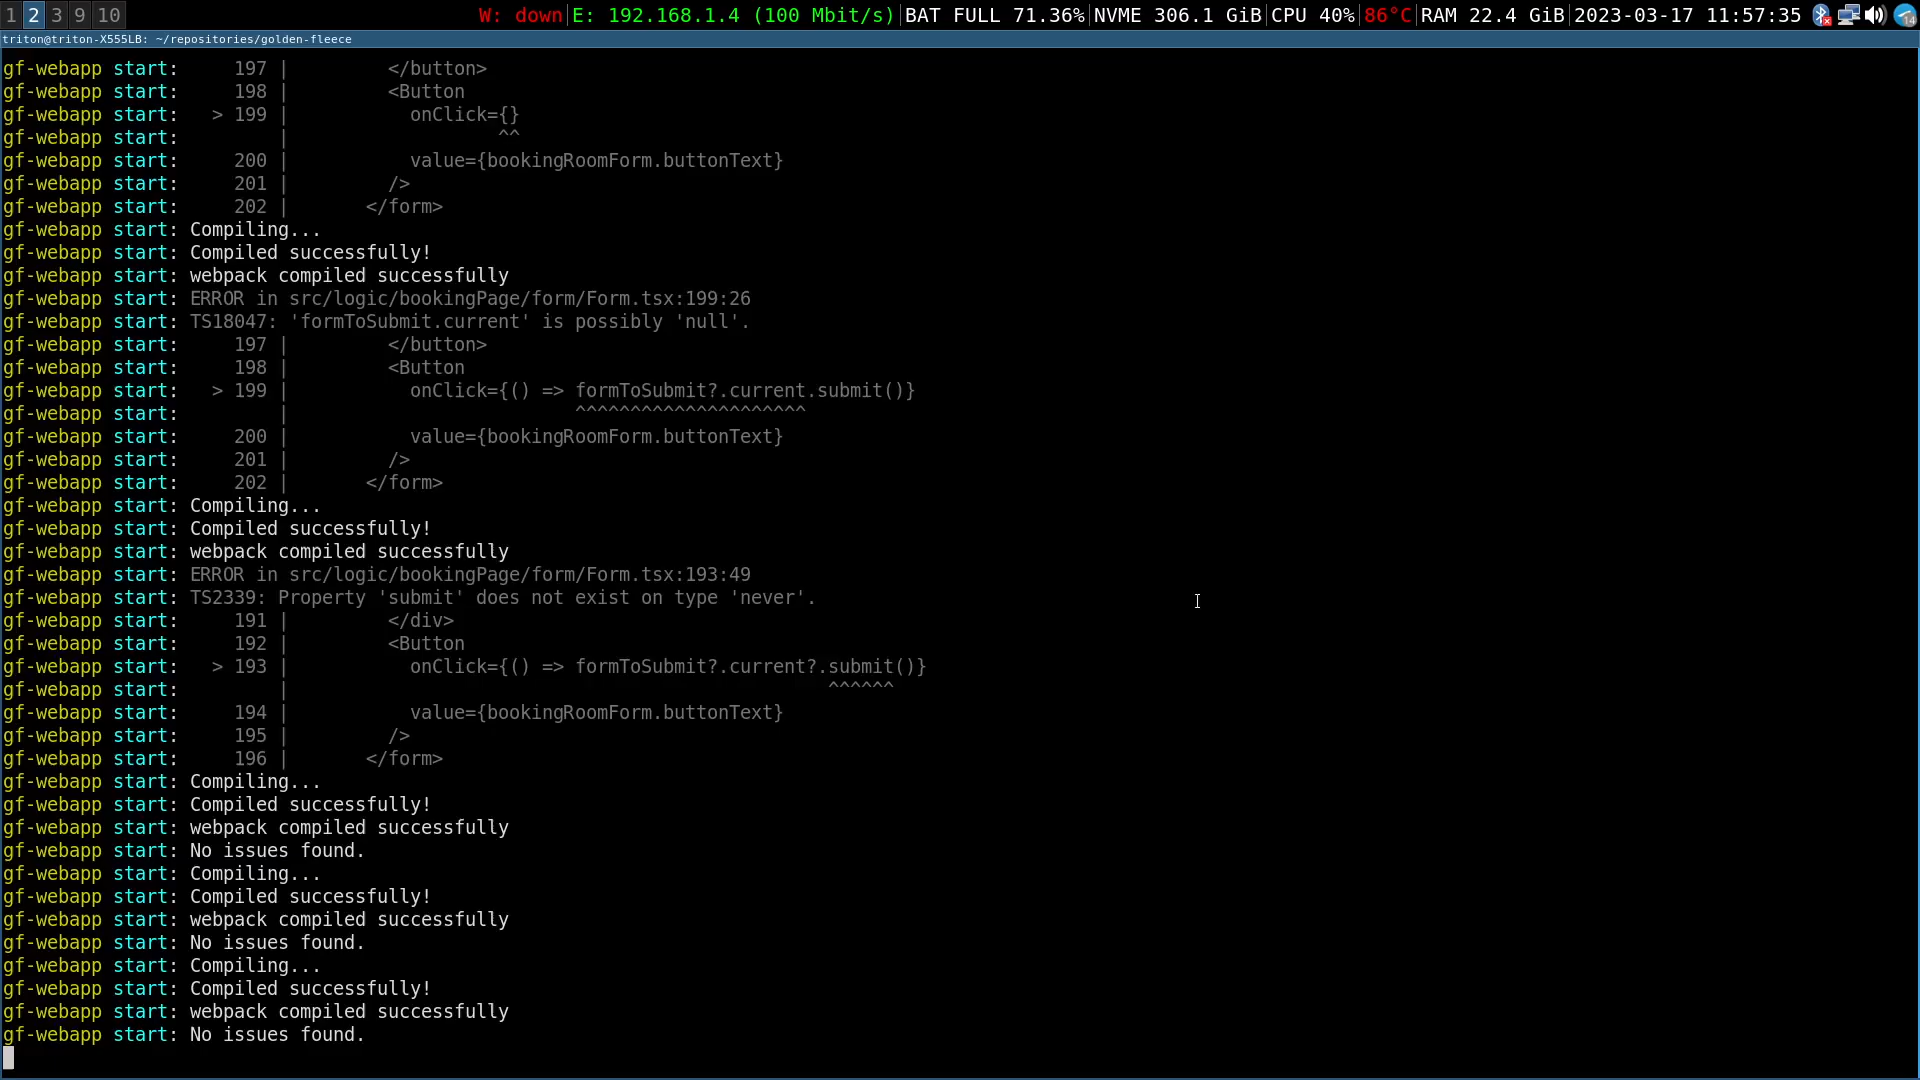 1 2 3 9 10 W: down|E: 192.168.1.4 (100 Mbit/s)|BAT FULL 71.36%|NVME 306.1 GiB|CPU 40%|86°C|RAM 22.4 GiB|2023-03-17 11:57:35 14
triton@triton-X555LB: ~/repositories/golden-fleece
gf-webapp start:     197 |         </button>
gf-webapp start:     198 |         <Button
gf-webapp start:   > 199 |           onClick={}
gf-webapp start:         |                   ^^
gf-webapp start:     200 |           value={bookingRoomForm.buttonText}
gf-webapp start:     201 |         />
gf-webapp start:     202 |       </form>
gf-webapp start: Compiling...
gf-webapp start: Compiled successfully!
gf-webapp start: webpack compiled successfully
gf-webapp start: ERROR in src/logic/bookingPage/form/Form.tsx:199:26
gf-webapp start: TS18047: 'formToSubmit.current' is possibly 'null'.
gf-webapp start:     197 |         </button>
gf-webapp start:     198 |         <Button
gf-webapp start:   > 199 |           onClick={() => formToSubmit?.current.submit()}
gf-webapp start:         |                          ^^^^^^^^^^^^^^^^^^^^^
gf-webapp start:     200 |           value={bookingRoomForm.buttonText}
gf-webapp start:     201 |         />
gf-webapp start:     202 |       </form>
gf-webapp start: Compiling...
gf-webapp start: Compiled successfully!
gf-webapp start: webpack compiled successfully
gf-webapp start: ERROR in src/logic/bookingPage/form/Form.tsx:193:49
gf-webapp start: TS2339: Property 'submit' does not exist on type 'never'.
gf-webapp start:     191 |         </div>
gf-webapp start:     192 |         <Button
gf-webapp start:   > 193 |           onClick={() => formToSubmit?.current?.submit()}
gf-webapp start:         |                                                 ^^^^^^
gf-webapp start:     194 |           value={bookingRoomForm.buttonText}
gf-webapp start:     195 |         />
gf-webapp start:     196 |       </form>
gf-webapp start: Compiling...
gf-webapp start: Compiled successfully!
gf-webapp start: webpack compiled successfully
gf-webapp start: No issues found.
gf-webapp start: Compiling...
gf-webapp start: Compiled successfully!
gf-webapp start: webpack compiled successfully
gf-webapp start: No issues found.
gf-webapp start: Compiling...
gf-webapp start: Compiled successfully!
gf-webapp start: webpack compiled successfully
gf-webapp start: No issues found.